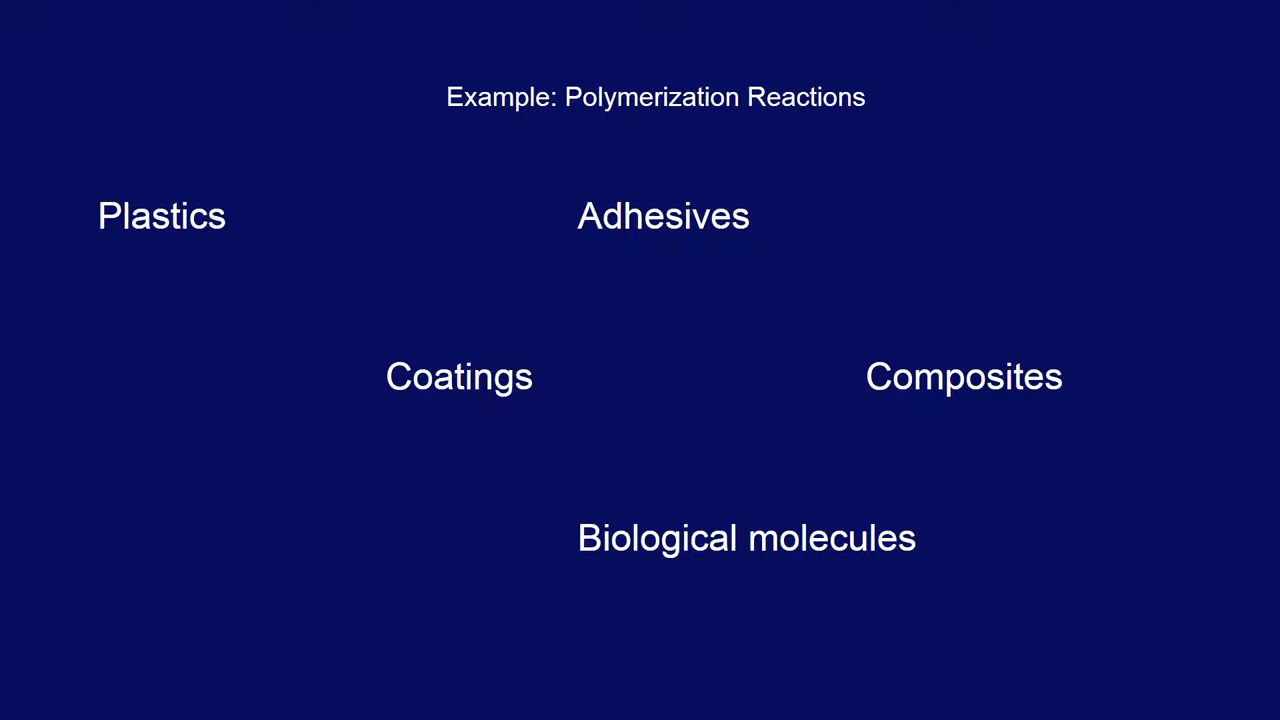 Example: Polymerization Reactions
Plastics
Adhesives
Coatings
Composites
Biological molecules